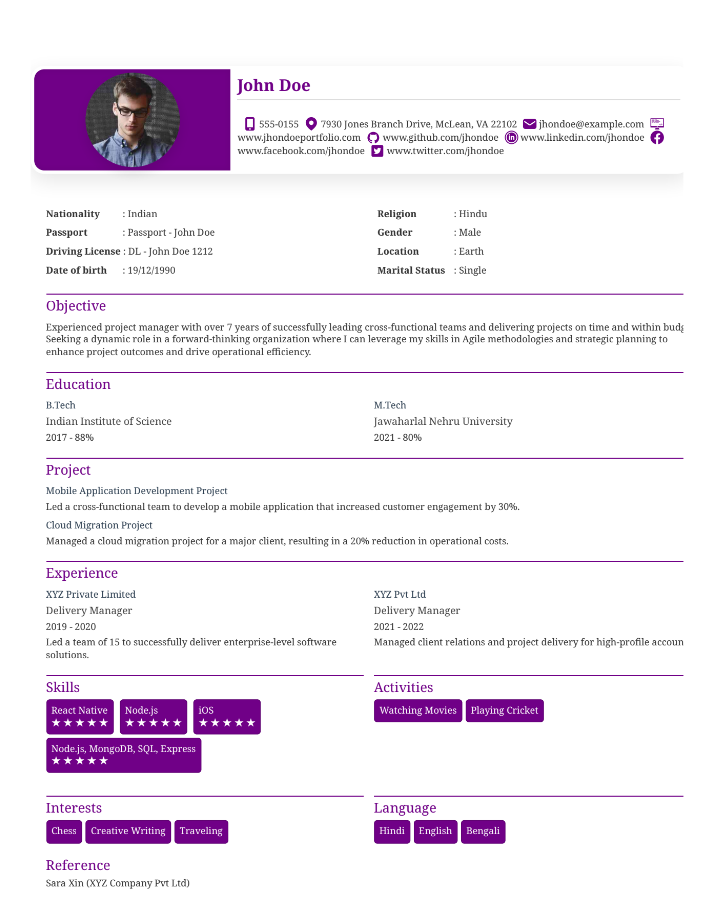 John Doe
555-0155 7930 Jones Branch Drive, McLean, VA 22102 jhondoe@example.com
www.jhondoeportfolio.com www.github.com/jhondoe www.linkedin.com/jhondoe
www.facebook.com/jhondoe www.twitter.com/jhondoe
Nationality : Indian
Religion : Hindu
Passport : Passport - John Doe
Gender : Male
Driving License : DL - John Doe 1212
Location : Earth
Date of birth : 19/12/1990
Marital Status : Single
Objective
Experienced project manager with over 7 years of successfully leading cross-functional teams and delivering projects on time and within
Seeking a dynamic role in a forward-thinking organization where I can leverage my skills in Agile methodologies and strategic planning to
enhance project outcomes and drive operational efficiency.
Education
B.Tech
Indian Institute of Science
2017 - 88%
M.Tech
Jawaharlal Nehru University
2021 - 80%
Project
Mobile Application Development Project
Led a cross-functional team to develop a mobile application that increased customer engagement by 30%.
Cloud Migration Project
Managed a cloud migration project for a major client, resulting in a 20% reduction in operational costs.
Experience
XYZ Private Limited
Delivery Manager
2019 - 2020
Led a team of 15 to successfully deliver enterprise-level software
solutions.
XYZ Pvt Ltd
Delivery Manager
2021 - 2022
Managed client relations and project delivery for high-profile accoun
Skills
React Native
★★★★★
Node.js
★★★★★
iOS
★★★★★
Node.js, MongoDB, SQL, Express
★★★★★
Activities
Watching Movies
Playing Cricket
Interests
Chess
Creative Writing
Traveling
Language
Hindi
English
Bengali
Reference
Sara Xin (XYZ Company Pvt Ltd)